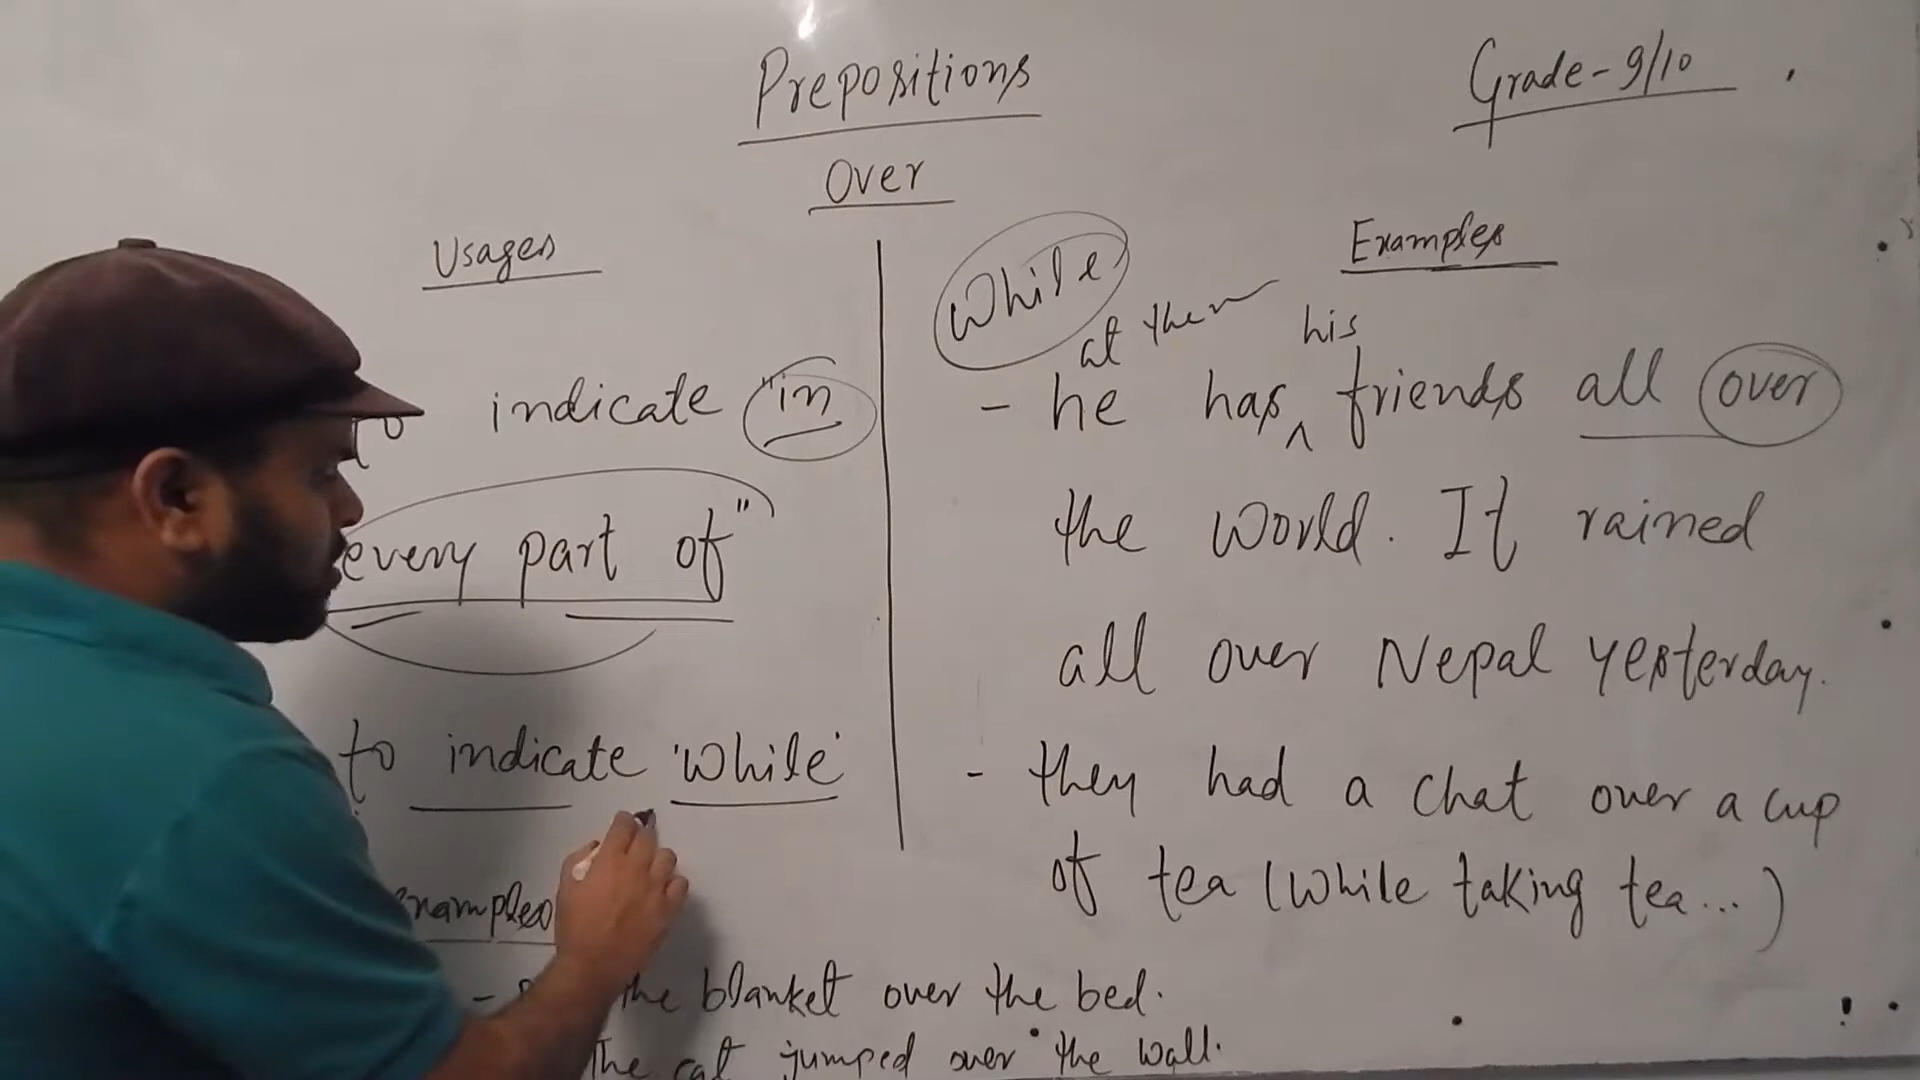 Prepositions
Grade-9/10
Over
Usages
to indicate "in
every part of"
to indicate 'while'
Examples
while
at the
his
- he has ^ friends all over
the world. It rained
all over Nepal yesterday.
- they had a chat over a cup
of tea (while taking tea...)
examples
- the blanket over the bed.
The cat jumped over the wall.